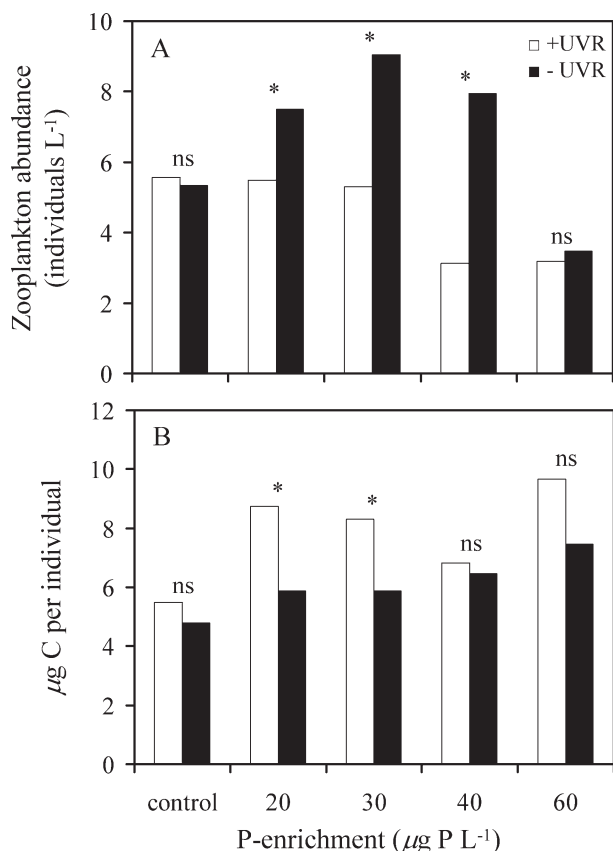 A
+UVR
- UVR
Zooplankton abundance
(individuals L-1)
10
8
6
4
2
0
ns
*
*
*
ns
B
µg C per individual
12
10
8
6
4
2
0
ns
*
*
ns
ns
control 20 30 40 60
P-enrichment (µg P L-1)